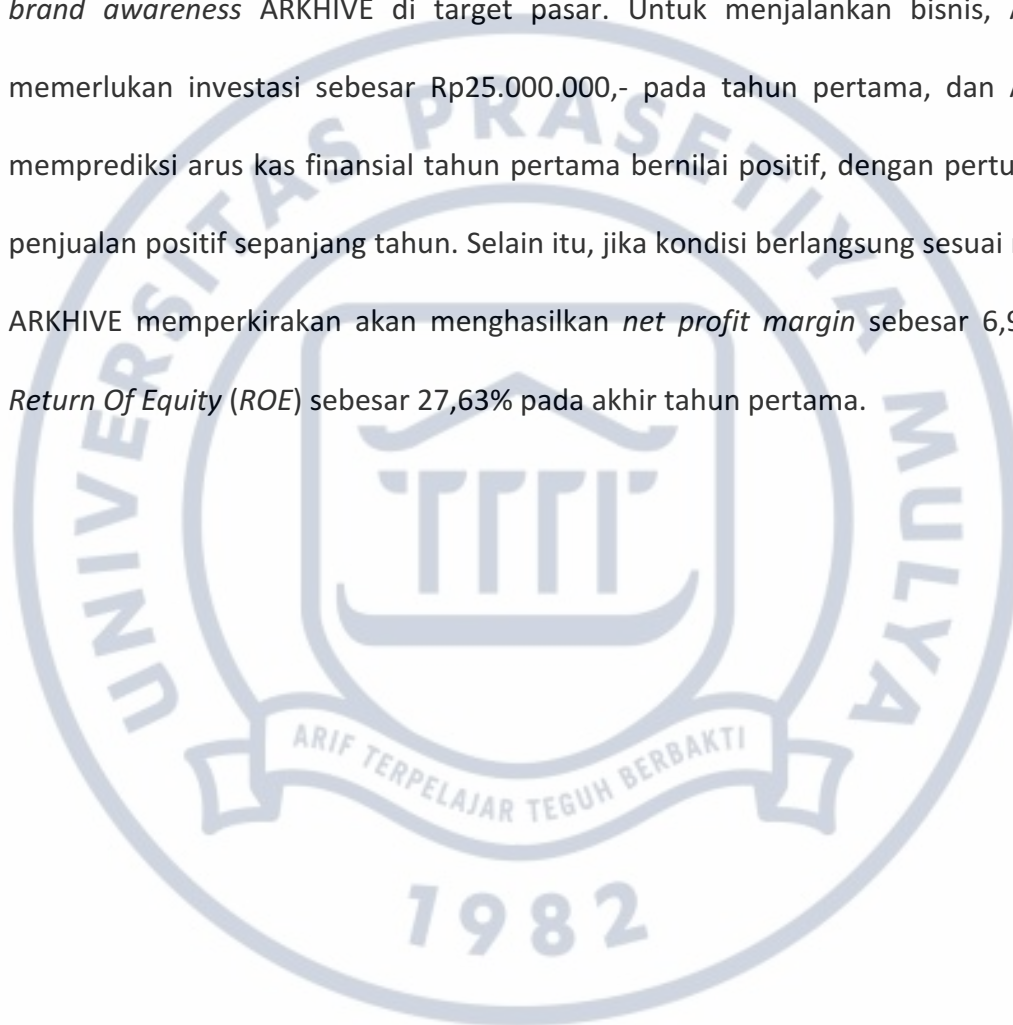 brand awareness ARKHIVE di target pasar. Untuk menjalankan bisnis,
memerlukan investasi sebesar Rp25.000.000,- pada tahun pertama, dan
memprediksi arus kas finansial tahun pertama bernilai positif, dengan
penjualan positif sepanjang tahun. Selain itu, jika kondisi berlangsung sesuai
ARKHIVE memperkirakan akan menghasilkan net profit margin sebesar
Return Of Equity (ROE) sebesar 27,63% pada akhir tahun pertama.
UNIVERSITAS PRASETIYA MULYA
ARIF TERPELAJAR TEGUH BERBAKTI
1982